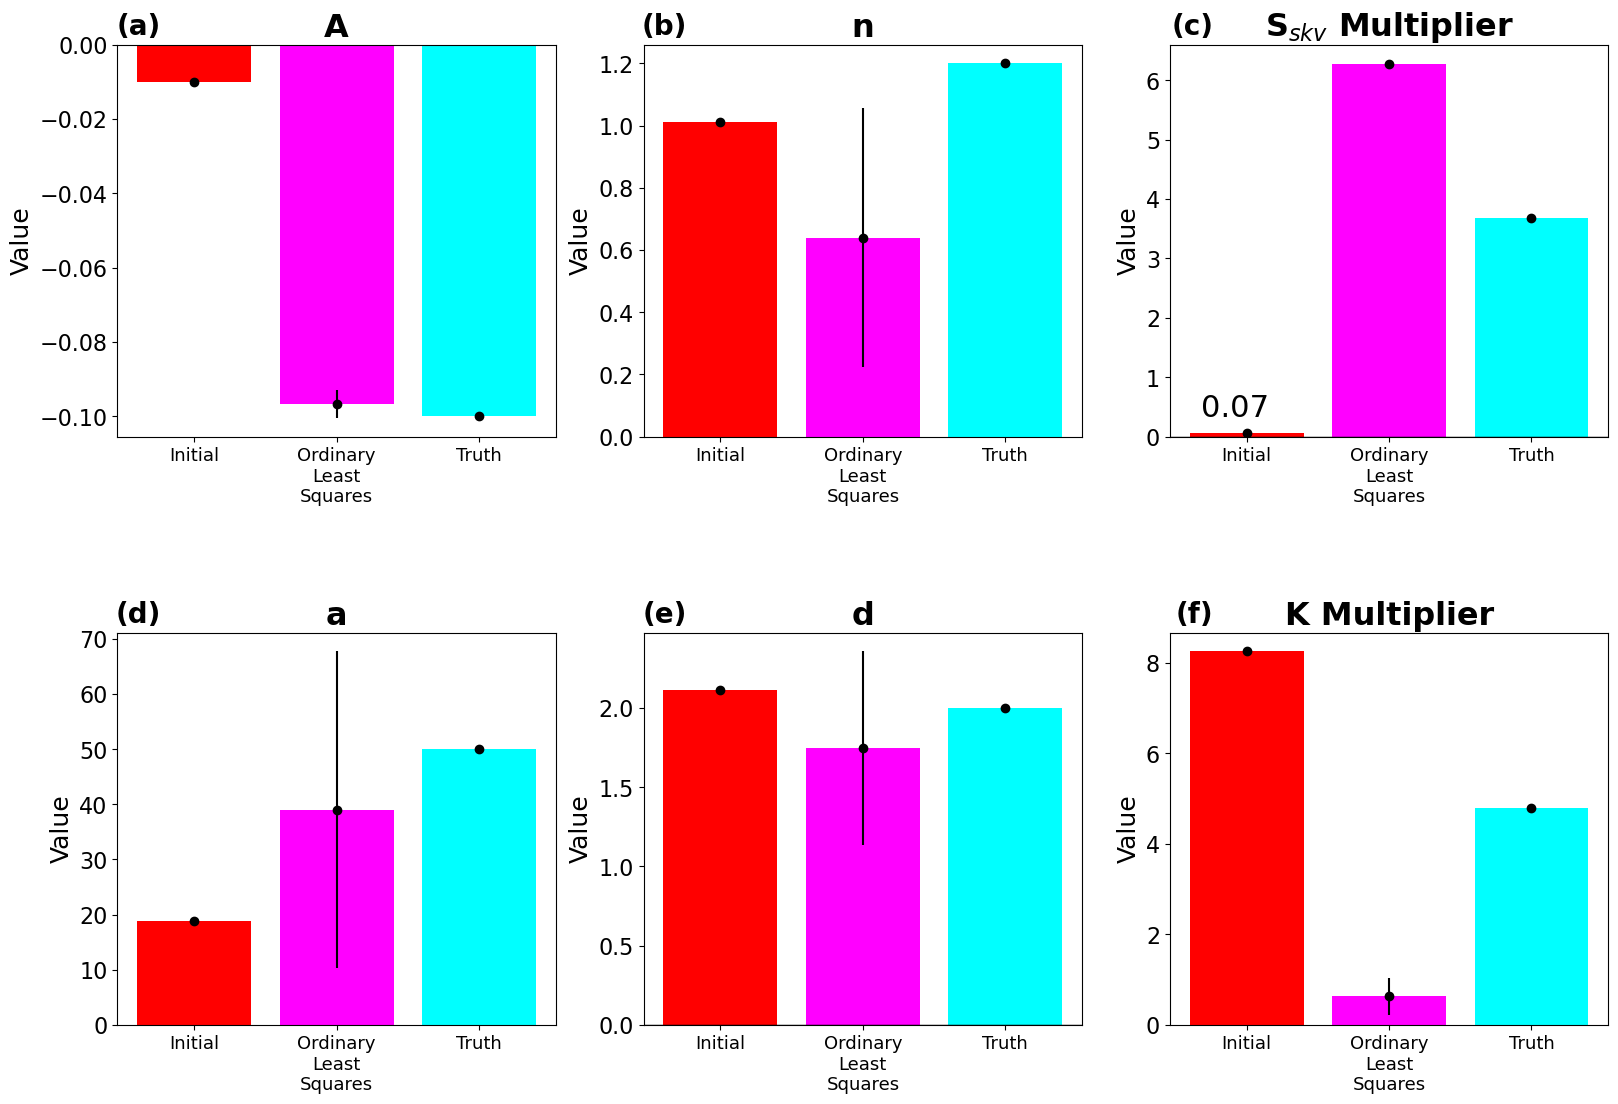 (a) A
0.00
−0.02
−0.04
−0.06
−0.08
−0.10
Value
Initial
Ordinary
Least
Squares
Truth
(b) n
1.2
1.0
0.8
0.6
0.4
0.2
0.0
Value
Initial
Ordinary
Least
Squares
Truth
(c) S_skv Multiplier
6
5
4
3
2
1
0
Value
0.07
Initial
Ordinary
Least
Squares
Truth
(d) a
70
60
50
40
30
20
10
0
Value
Initial
Ordinary
Least
Squares
Truth
(e) d
2.0
1.5
1.0
0.5
0.0
Value
Initial
Ordinary
Least
Squares
Truth
(f) K Multiplier
8
6
4
2
0
Value
Initial
Ordinary
Least
Squares
Truth